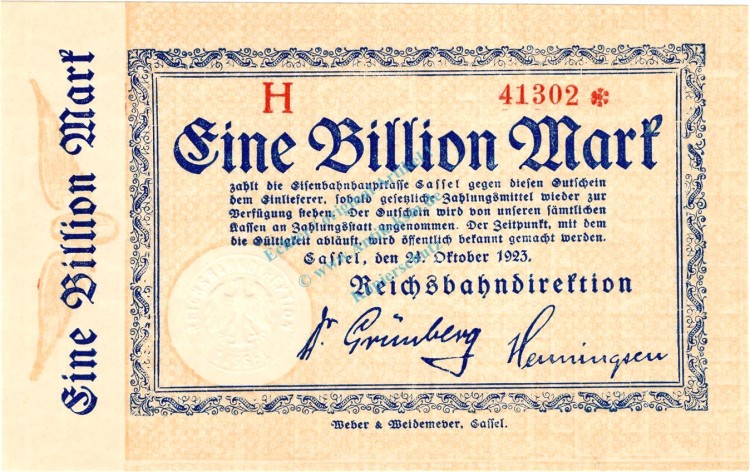 Eine Billion Mark
H
41302 *
Eine Billion Mark
zahlt die Eisenbahnhauptkasse Cassel gegen diesen Gutschein
dem Einlieferer, sobald gesetzliche Zahlungsmittel wieder zur
Verfügung stehen. Der Gutschein wird von unseren sämtlichen
Kassen an Zahlungsstatt angenommen. Der Zeitpunkt, mit dem
die Gültigkeit abläuft, wird öffentlich bekannt gemacht werden.
Cassel, den 24. Oktober 1923.
Reichsbahndirektion
Dr. Grünberg
Henningsen
Weber & Weidemeyer, Cassel.